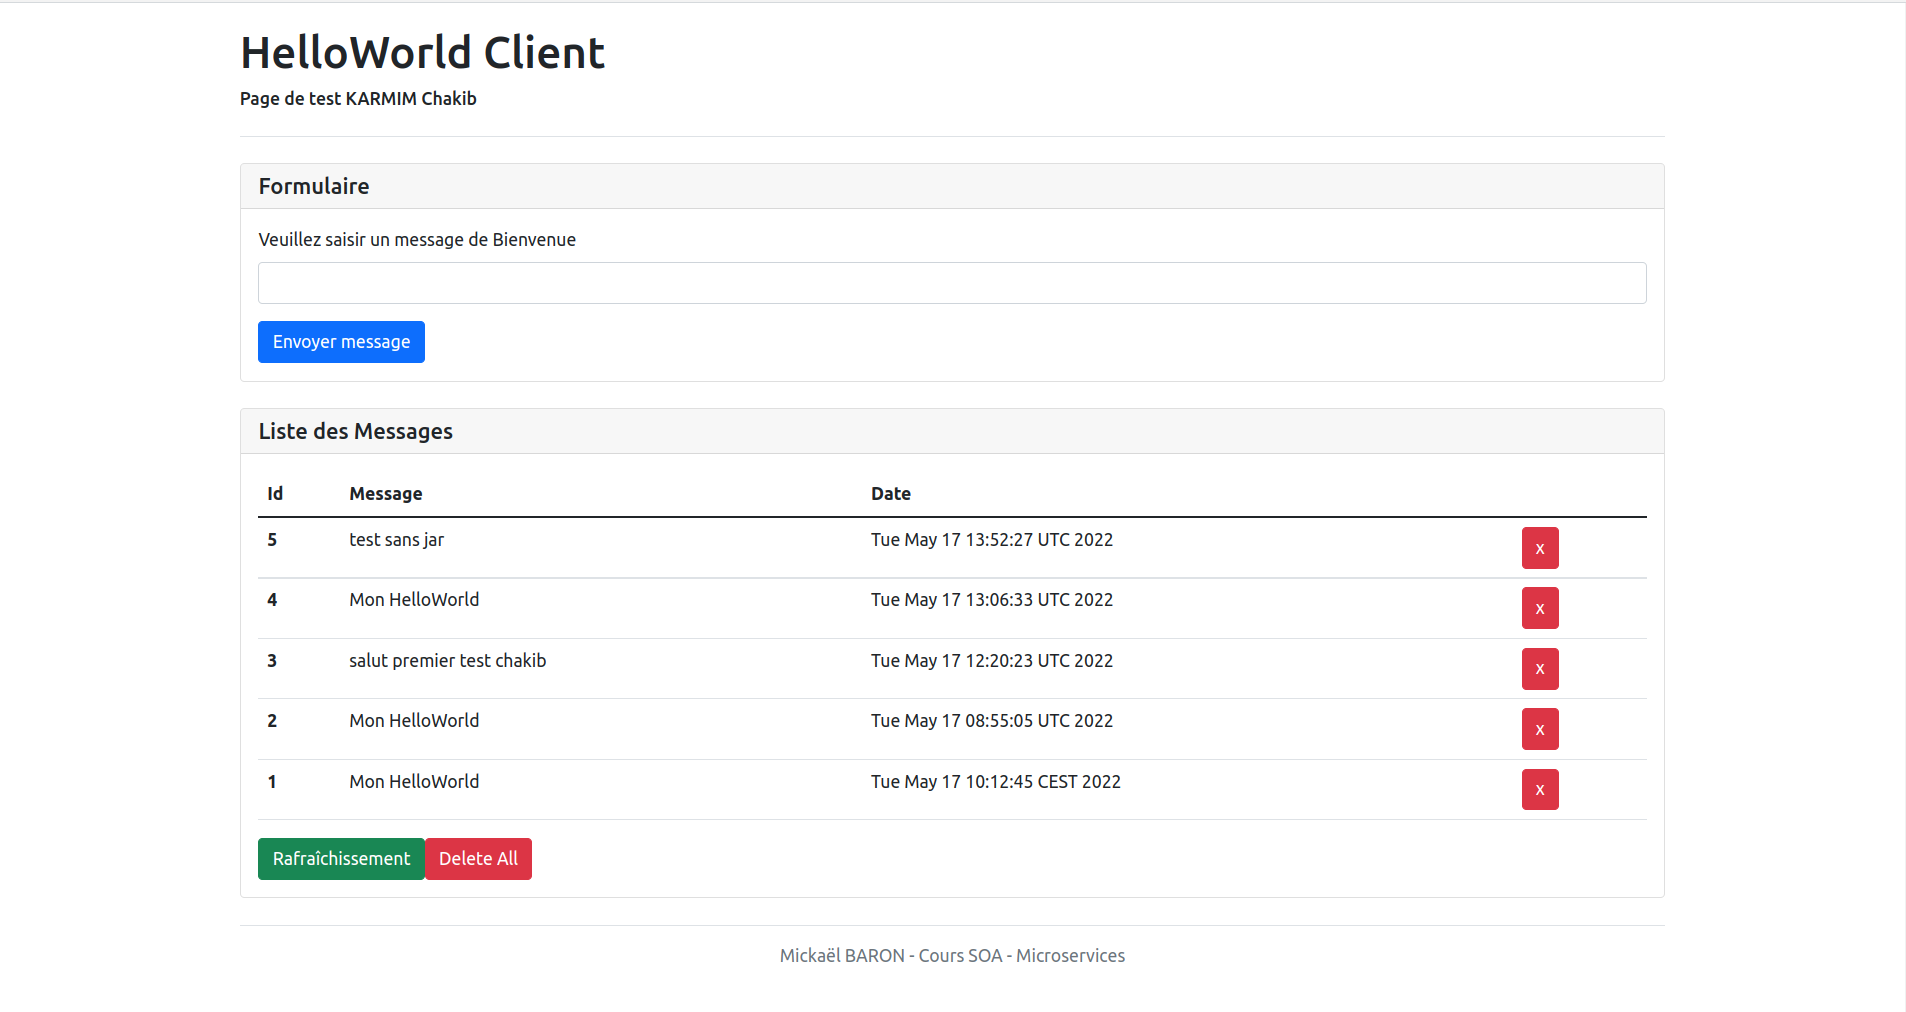 HelloWorld Client
Page de test KARMIM Chakib
Formulaire
Veuillez saisir un message de Bienvenue
Envoyer message
Liste des Messages
Id Message Date
5 test sans jar Tue May 17 13:52:27 UTC 2022 x
4 Mon HelloWorld Tue May 17 13:06:33 UTC 2022 x
3 salut premier test chakib Tue May 17 12:20:23 UTC 2022 x
2 Mon HelloWorld Tue May 17 08:55:05 UTC 2022 x
1 Mon HelloWorld Tue May 17 10:12:45 CEST 2022 x
Rafraîchissement Delete All
Mickaël BARON - Cours SOA - Microservices